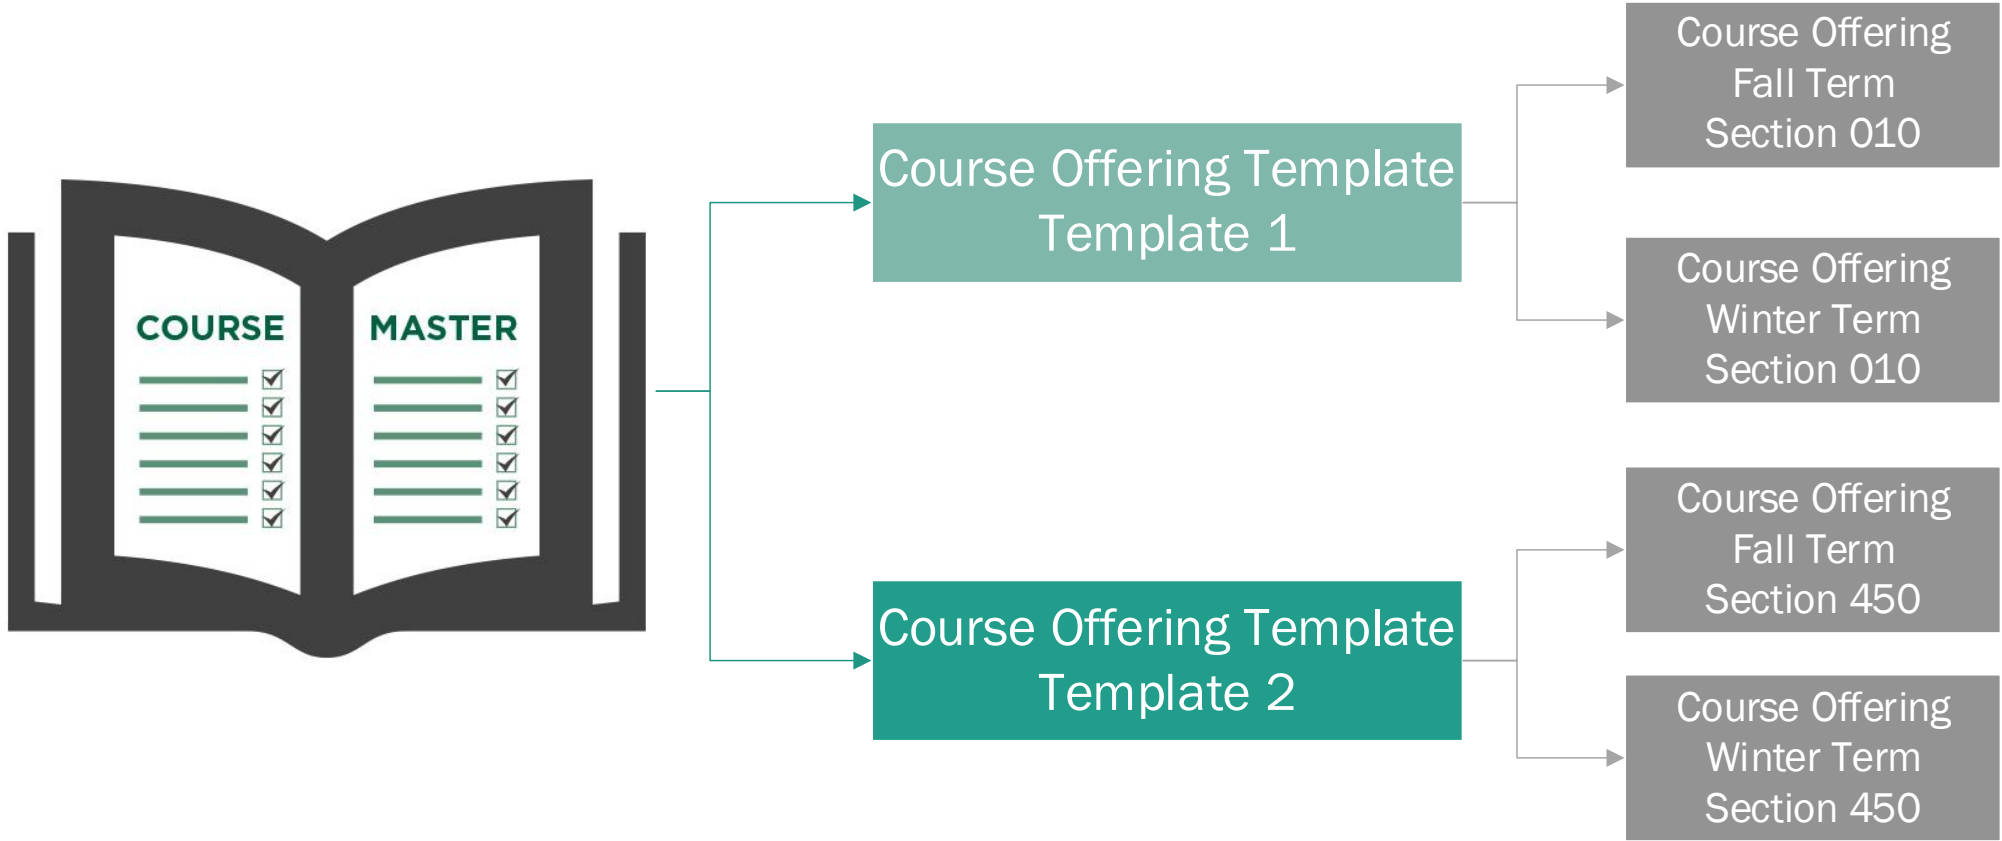 COURSE MASTER
Course Offering Template
Template 1
Course Offering Template
Template 2
Course Offering
Fall Term
Section 010
Course Offering
Winter Term
Section 010
Course Offering
Fall Term
Section 450
Course Offering
Winter Term
Section 450